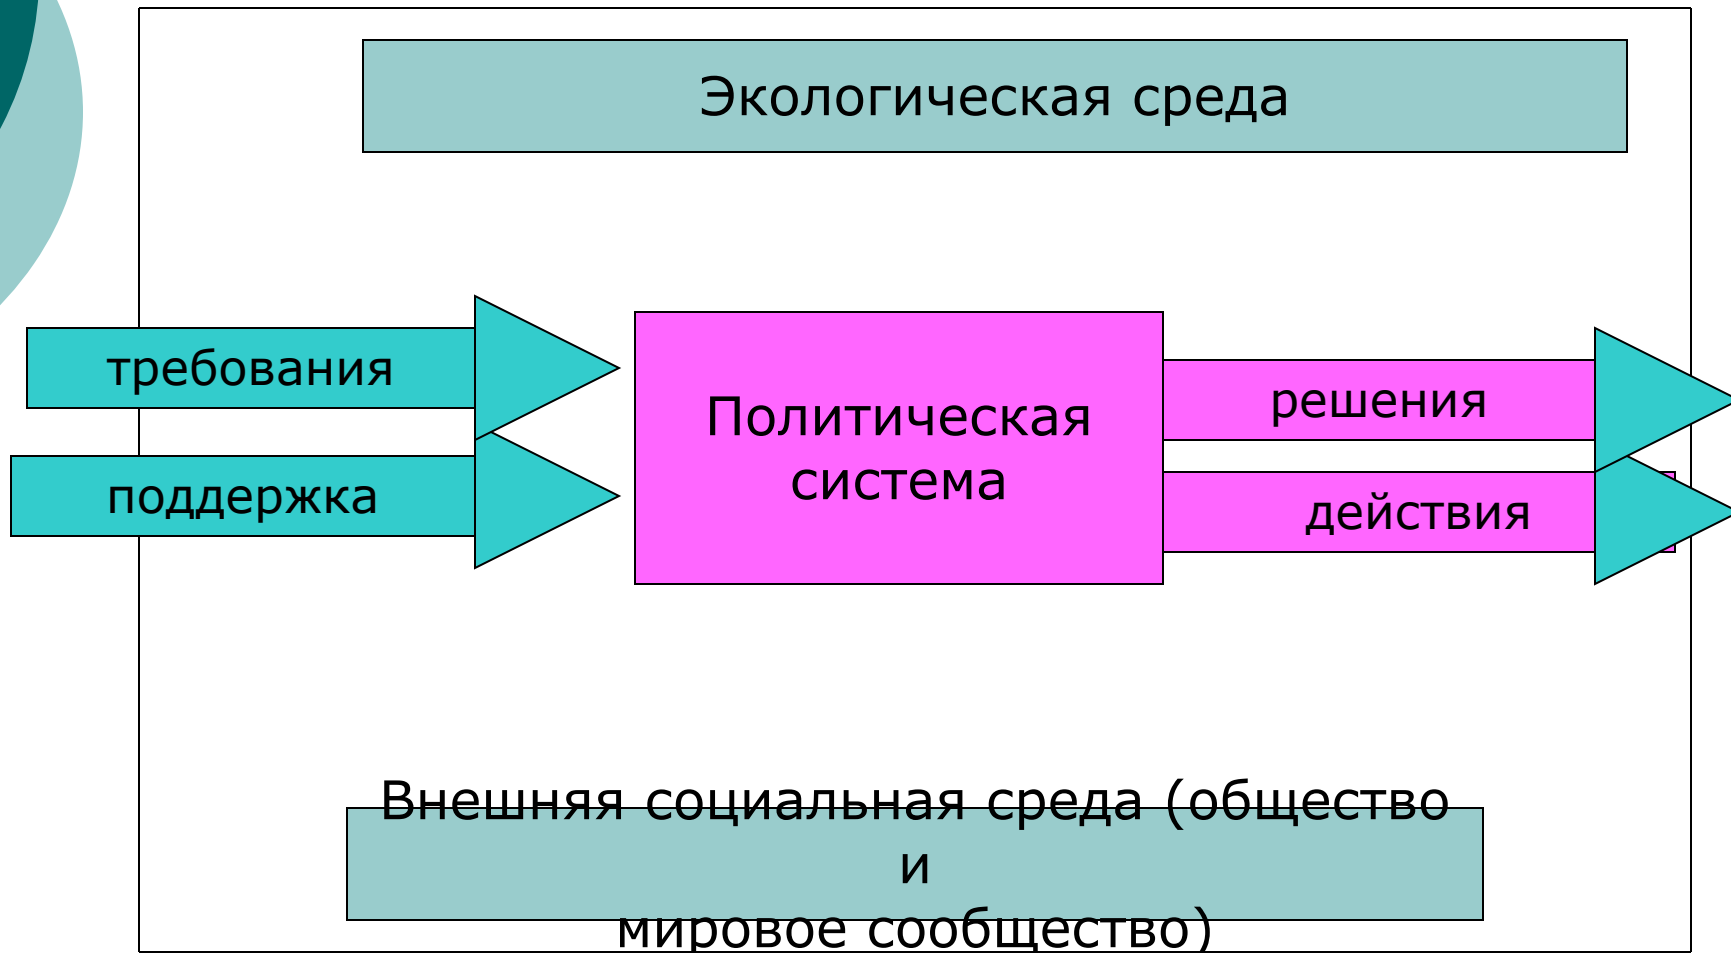 Экологическая среда
требования
поддержка
Политическая
система
решения
действия
Внешняя социальная среда (общество
и
мировое сообщество)